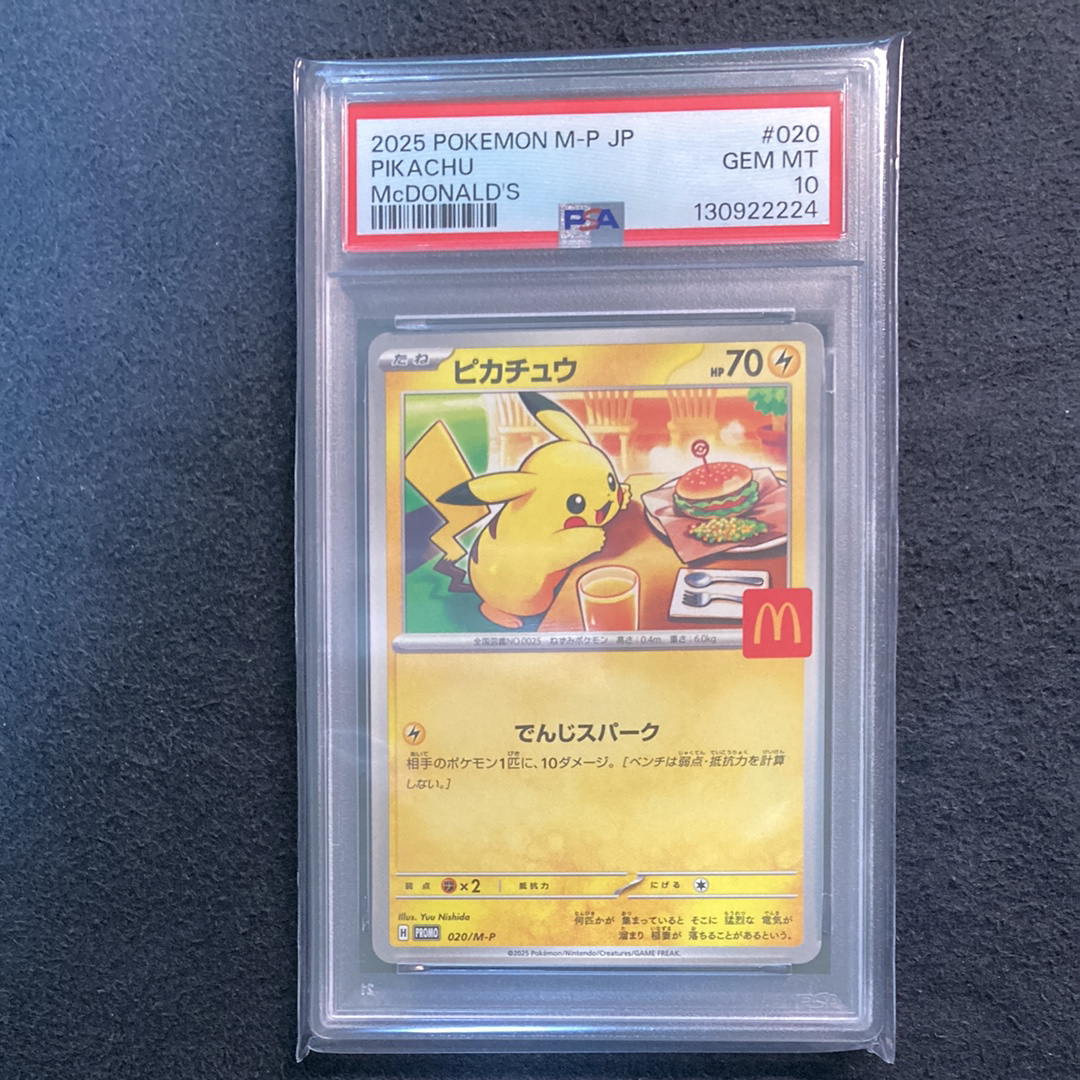 2025 POKEMON M-P JP #020
PIKACHU GEM MT
McDONALD'S 10
PSA 130922224
たね ピカチュウ HP70
全国図鑑NO.0025 ねずみポケモン 高さ:0.4m 重さ:6.0kg
でんじスパーク
相手のポケモン1匹に、10ダメージ。[ベンチは弱点・抵抗力を計算
しない。]
弱点 ×2 抵抗力 にげる
Illus. Yuu Nishida
何匹かが 集まっていると そこに 猛烈な 電気が
溜まり 稲妻が 落ちることがあるという。
H PROMO 020/M-P
©2025 Pokémon/Nintendo/Creatures/GAME FREAK.
PSA